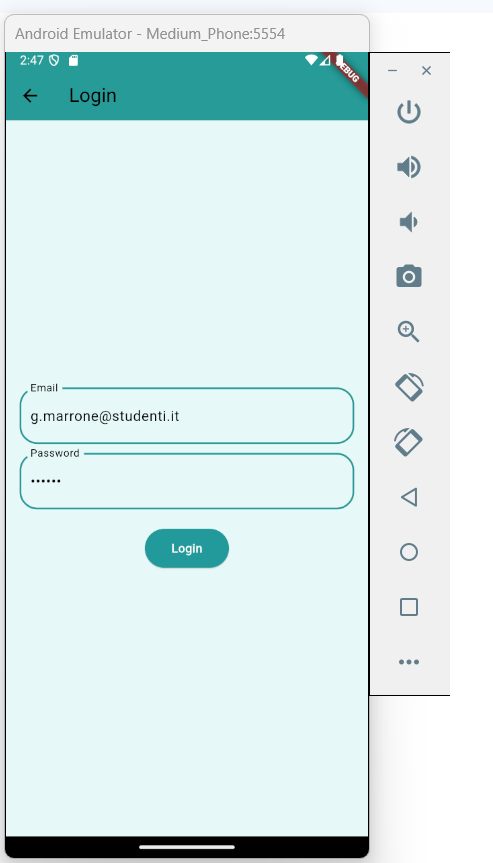 Android Emulator - Medium_Phone:5554
2:47
DEBUG
Login
Email
g.marrone@studenti.it
Password
••••••
Login